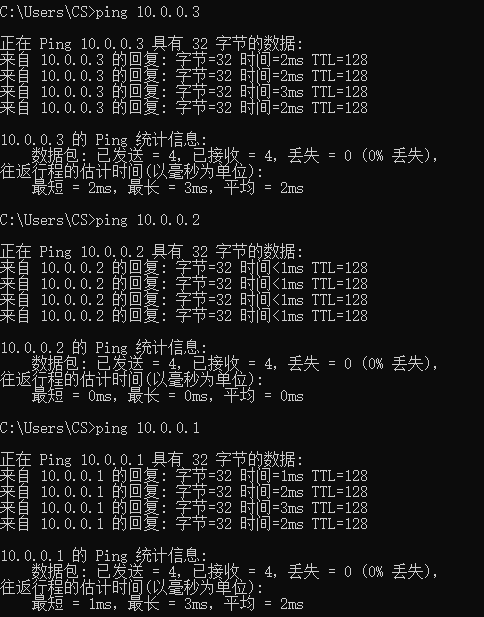 C:\Users\CS>ping 10.0.0.3
正在 Ping 10.0.0.3 具有 32 字节的数据:
来自 10.0.0.3 的回复: 字节=32 时间=2ms TTL=128
来自 10.0.0.3 的回复: 字节=32 时间=2ms TTL=128
来自 10.0.0.3 的回复: 字节=32 时间=3ms TTL=128
来自 10.0.0.3 的回复: 字节=32 时间=2ms TTL=128
10.0.0.3 的 Ping 统计信息:
数据包: 已发送 = 4，已接收 = 4，丢失 = 0 (0% 丢失)，
往返行程的估计时间(以毫秒为单位):
最短 = 2ms，最长 = 3ms，平均 = 2ms
C:\Users\CS>ping 10.0.0.2
正在 Ping 10.0.0.2 具有 32 字节的数据:
来自 10.0.0.2 的回复: 字节=32 时间<1ms TTL=128
来自 10.0.0.2 的回复: 字节=32 时间<1ms TTL=128
来自 10.0.0.2 的回复: 字节=32 时间<1ms TTL=128
来自 10.0.0.2 的回复: 字节=32 时间<1ms TTL=128
10.0.0.2 的 Ping 统计信息:
数据包: 已发送 = 4，已接收 = 4，丢失 = 0 (0% 丢失)，
往返行程的估计时间(以毫秒为单位):
最短 = 0ms，最长 = 0ms，平均 = 0ms
C:\Users\CS>ping 10.0.0.1
正在 Ping 10.0.0.1 具有 32 字节的数据:
来自 10.0.0.1 的回复: 字节=32 时间=1ms TTL=128
来自 10.0.0.1 的回复: 字节=32 时间=2ms TTL=128
来自 10.0.0.1 的回复: 字节=32 时间=3ms TTL=128
来自 10.0.0.1 的回复: 字节=32 时间=2ms TTL=128
10.0.0.1 的 Ping 统计信息:
数据包: 已发送 = 4，已接收 = 4，丢失 = 0 (0% 丢失)，
往返行程的估计时间(以毫秒为单位):
最短 = 1ms，最长 = 3ms，平均 = 2ms